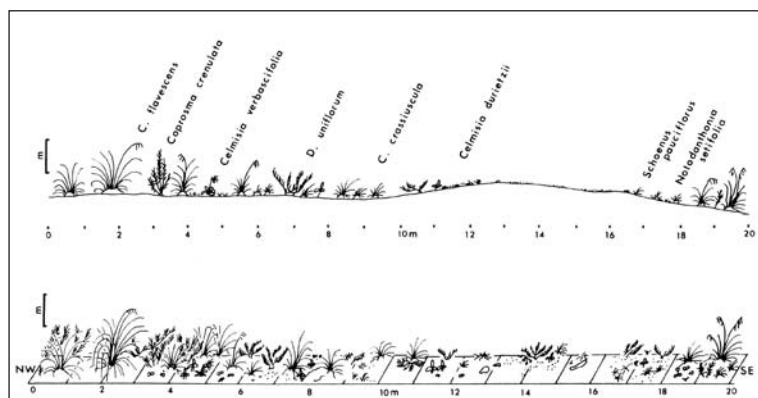 C. flavescens
Coprosma crenulata
Celmisia verbascifolia
D. uniflorum
C. crassiuscula
Celmisia durietzii
Schoenus
pauciflorus
Notodanthonia
setifolia
m
0 2 4 6 8 10m 12 14 16 18 20
m
NW SE
0 2 4 6 8 10m 12 14 16 18 20